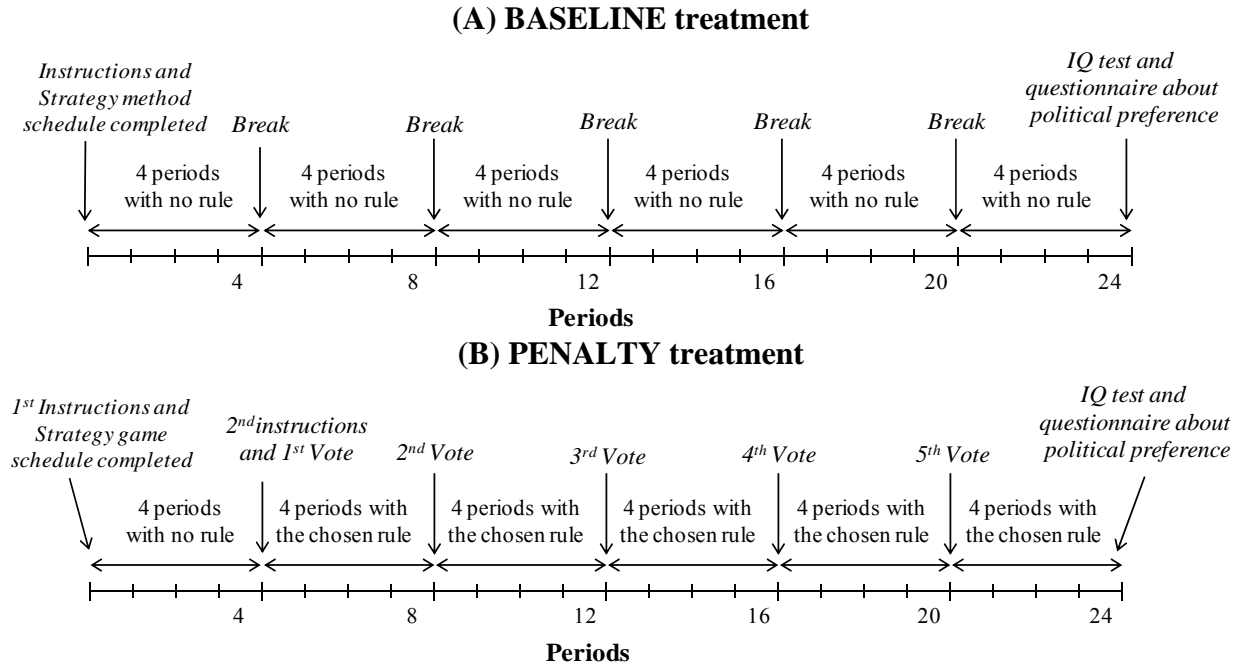 (A) BASELINE treatment
Instructions and
Strategy method
schedule completed
Break
Break
Break
Break
Break
IQ test and
questionnaire about
political preference
4 periods
with no rule
4 periods
with no rule
4 periods
with no rule
4 periods
with no rule
4 periods
with no rule
4 periods
with no rule
4
8
12
16
20
24
Periods
(B) PENALTY treatment
1st Instructions and
Strategy game
schedule completed
2nd instructions
and 1st Vote
2nd Vote
3rd Vote
4th Vote
5th Vote
IQ test and
questionnaire about
political preference
4 periods
with no rule
4 periods with
the chosen rule
4 periods with
the chosen rule
4 periods with
the chosen rule
4 periods with
the chosen rule
4 periods with
the chosen rule
4
8
12
16
20
24
Periods